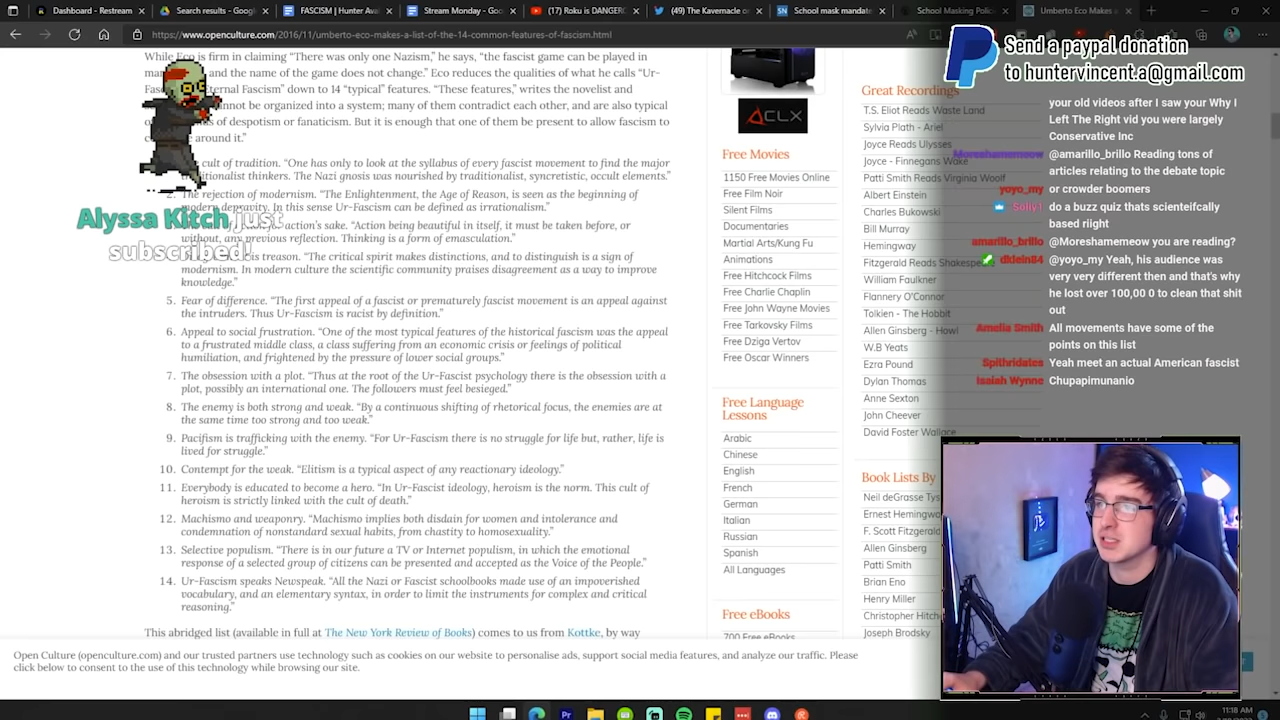 Dashboard - Restream
Search results - Googl
FASCISM | Hunter Ava
Stream Monday - Goo
(17) Roku is DANGERO
(49) The Kavernacle on
School mask mandate
School Masking Polic
Umberto Eco Makes a
https://www.openculture.com/2016/11/umberto-eco-makes-a-list-of-the-14-common-features-of-fascism.html
While Eco is firm in claiming “There was only one Nazism,” he says, “the fascist game can be played in
and the name of the game does not change.” Eco reduces the qualities of what he calls “Ur-
down to 14 “typical” features. “These features,” writes the novelist and
organized into a system; many of them contradict each other, and are also typical
fanaticism. But it is enough that one of them be present to allow fascism to
around it.”
cult of tradition. “One has only to look at the syllabus of every fascist movement to find the major
thinkers. The Nazi gnosis was nourished by traditional, syncretistic, occult elements.”
2. The rejection of modernism. “The Enlightenment, the Age of Reason, is seen as the beginning of
modern depravity. In this sense Ur-Fascism can be defined as irrationalism.”
action’s sake. “Action being beautiful in itself, it must be taken before, or
without, any previous reflection. Thinking is a form of emasculation.”
treason. “The critical spirit makes distinctions, and to distinguish is a sign of
modernism. In modern culture the scientific community praises disagreement as a way to improve
knowledge.”
5. Fear of difference. “The first appeal of a fascist or prematurely fascist movement is an appeal against
the intruders. Thus Ur-Fascism is racist by definition.”
6. Appeal to social frustration. “One of the most typical features of the historical fascism was the appeal
to a frustrated middle class, a class suffering from an economic crisis or feelings of political
humiliation, and frightened by the pressure of lower social groups.”
7. The obsession with a plot. “At the root of the Ur-Fascist psychology there is the obsession with a
plot, possibly an international one. The followers must feel besieged.”
8. The enemy is both strong and weak. “By a continuous shifting of rhetorical focus, the enemies are at
the same time too strong and too weak.”
9. Pacifism is trafficking with the enemy. “For Ur-Fascism there is no struggle for life but, rather, life is
lived for struggle.”
10. Contempt for the weak. “Elitism is a typical aspect of any reactionary ideology.”
11. Everybody is educated to become a hero. “In Ur-Fascist ideology, heroism is the norm. This cult of
heroism is strictly linked with the cult of death.”
12. Machismo and weaponry. “Machismo implies both disdain for women and intolerance and
condemnation of nonstandard sexual habits, from chastity to homosexuality.”
13. Selective populism. “There is in our future a TV or Internet populism, in which the emotional
response of a selected group of citizens can be presented and accepted as the Voice of the People.”
14. Ur-Fascism speaks Newspeak. “All the Nazi or Fascist schoolbooks made use of an impoverished
vocabulary, and an elementary syntax, in order to limit the instruments for complex and critical
reasoning.”
This abridged list (available in full at The New York Review of Books) comes to us from Kottke, by way
Alyssa Kitch just
subscribed!
ACLX
Free Movies
1150 Free Movies Online
Free Film Noir
Silent Films
Documentaries
Martial Arts/Kung Fu
Animations
Free Hitchcock Films
Free Charlie Chaplin
Free John Wayne Movies
Free Tarkovsky Films
Free Dziga Vertov
Free Oscar Winners
Free Language
Lessons
Arabic
Chinese
English
French
German
Italian
Russian
Spanish
All Languages
Free eBooks
700 Free eBooks
Great Recordings
T.S. Eliot Reads Waste Land
Sylvia Plath - Ariel
Joyce Reads Ulysses
Joyce - Finnegans Wake
Patti Smith Reads Virginia Woolf
Albert Einstein
Charles Bukowski
Bill Murray
Hemingway
Fitzgerald Reads Shakespeare
William Faulkner
Flannery O'Connor
Tolkien - The Hobbit
Allen Ginsberg - Howl
W.B Yeats
Ezra Pound
Dylan Thomas
Anne Sexton
John Cheever
David Foster Wallace
Book Lists By
Neil deGrasse Tys
Ernest Hemingw
F. Scott Fitzgerald
Allen Ginsberg
Patti Smith
Brian Eno
Henry Miller
Christopher Hitch
Joseph Brodsky
Send a paypal donation
to huntervincent.a@gmail.com
your old videos after I saw your Why I
Left The Right vid you were largely
Conservative Inc
Moreshamemeow @amarillo_brillo Reading tons of
articles relating to the debate topic
yoyo_my or crowder boomers
Solly1 do a buzz quiz thats scienteifcally
based riight
amarillo_brillo @Moreshamemeow you are reading?
@yoyo_my Yeah, his audience was
very very different then and that's why
he lost over 100,00 0 to clean that shit
out
Amelia Smith All movements have some of the
points on this list
Spithridates Yeah meet an actual American fascist
Isaiah Wynne Chupapimunanio
Open Culture (openculture.com) and our trusted partners use technology such as cookies on our website to personalise ads, support social media features, and analyze our traffic. Please
click below to consent to the use of this technology while browsing our site.
11:18 AM